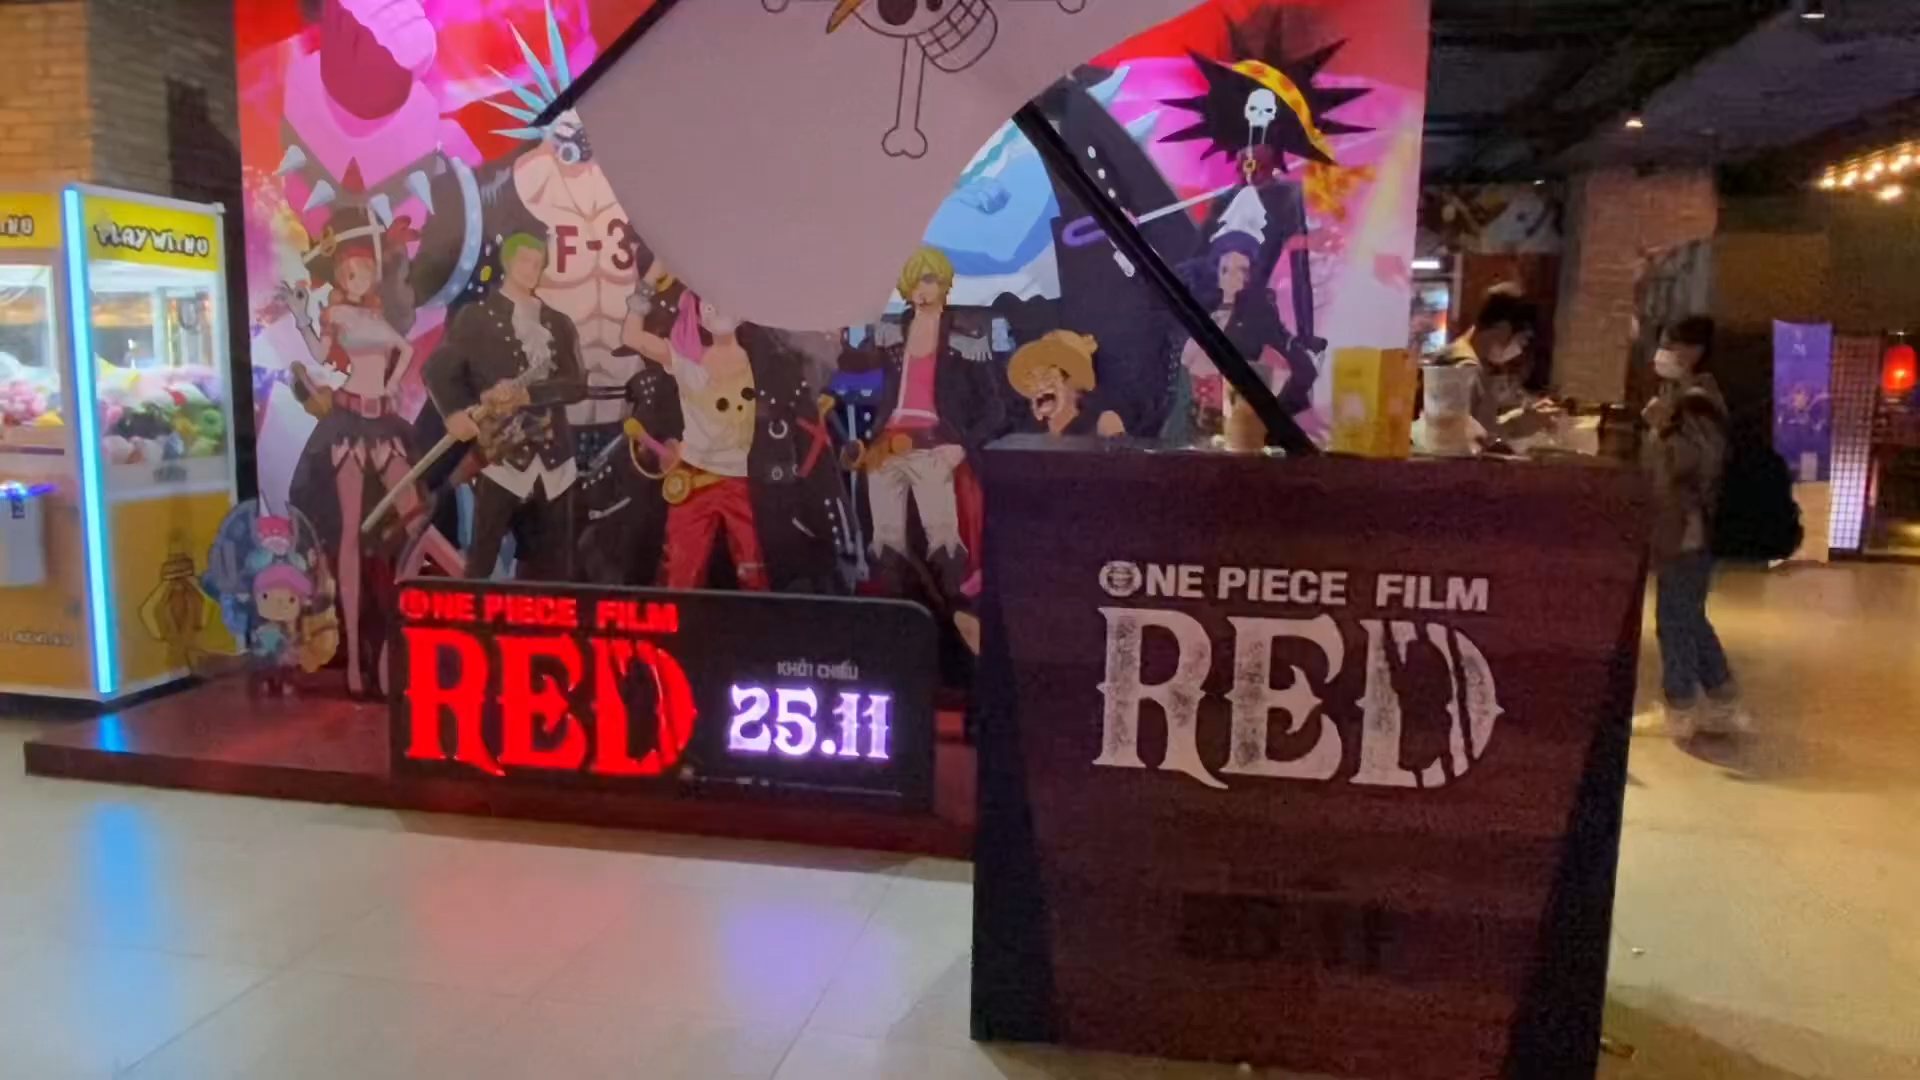 PLAY WITH U
F-3
ONE PIECE FILM
RED
KHỞI CHIẾU
25.11
ONE PIECE FILM
RED